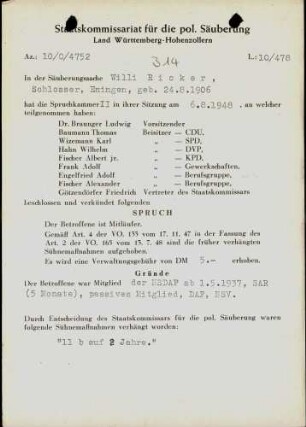 Staatskommissariat für die pol. Säuberung
Land Württemberg-Hohenzollern
Az.: 10/O/4752
L.: 10/478
314
In der Säuberungssache Willi Ricker,
Schlosser, Emingen, geb. 24.8.1906
hat die Spruchkammer II in ihrer Sitzung am 6.8.1948 , an welcher
teilgenommen haben:
Dr. Braunger Ludwig Vorsitzender
Baumann Thomas Beisitzer — CDU,
Wizemann Karl „ — SPD,
Hahn Wilhelm „ — DVP,
Fischer Albert jr. „ — KPD,
Frank Adolf „ — Gewerkschaften,
Engelfried Adolf „ — Berufsgruppe,
Fischer Alexander „ — Berufsgruppe,
Götzendörfer Friedrich Vertreter des Staatskommissars
beschlossen und verkündet folgenden
SPRUCH
Der Betroffene ist Mitläufer.
Gemäß Art. 4 der VO. 133 vom 17. 11. 47 in der Fassung des
Art. 2 der VO. 165 vom 13. 7. 48 sind die früher verhängten
Sühnemaßnahmen aufgehoben.
Es wird eine Verwaltungsgebühr von DM 5.— erhoben.
Gründe
Der Betroffene war Mitglied der NSDAP ab 1.5.1937, SAR
(5 Monate), passives Mitglied, DAF, NSV.
Durch Entscheidung des Staatskommissars für die pol. Säuberung waren
folgende Sühnemaßnahmen verhängt worden:
"11 b auf 2 Jahre."